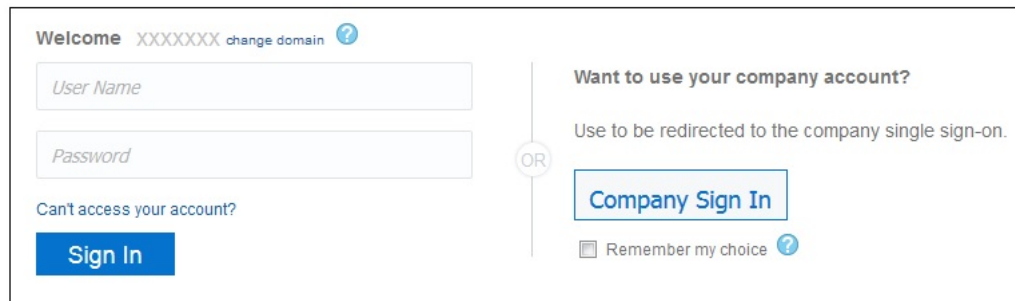 Welcome XXXXXXX change domain ?
User Name
Password
Can't access your account?
Sign In
OR
Want to use your company account?
Use to be redirected to the company single sign-on.
Company Sign In
Remember my choice ?